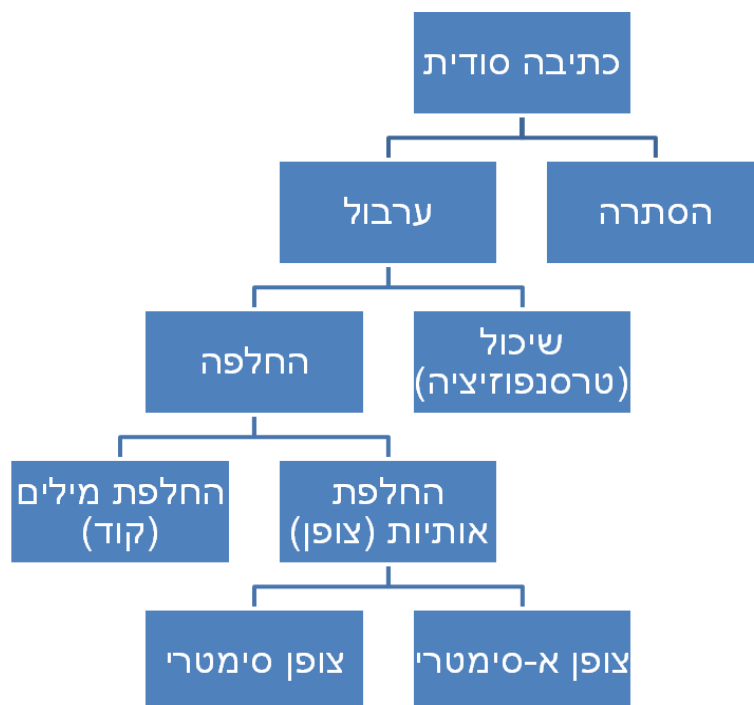 כתיבה סודית
הסתרה
ערבול
שיכול
(טרסנפוזיציה)
החלפה
החלפת
אותיות (צופן)
החלפת מילים
(קוד)
צופן א-סימטרי
צופן סימטרי